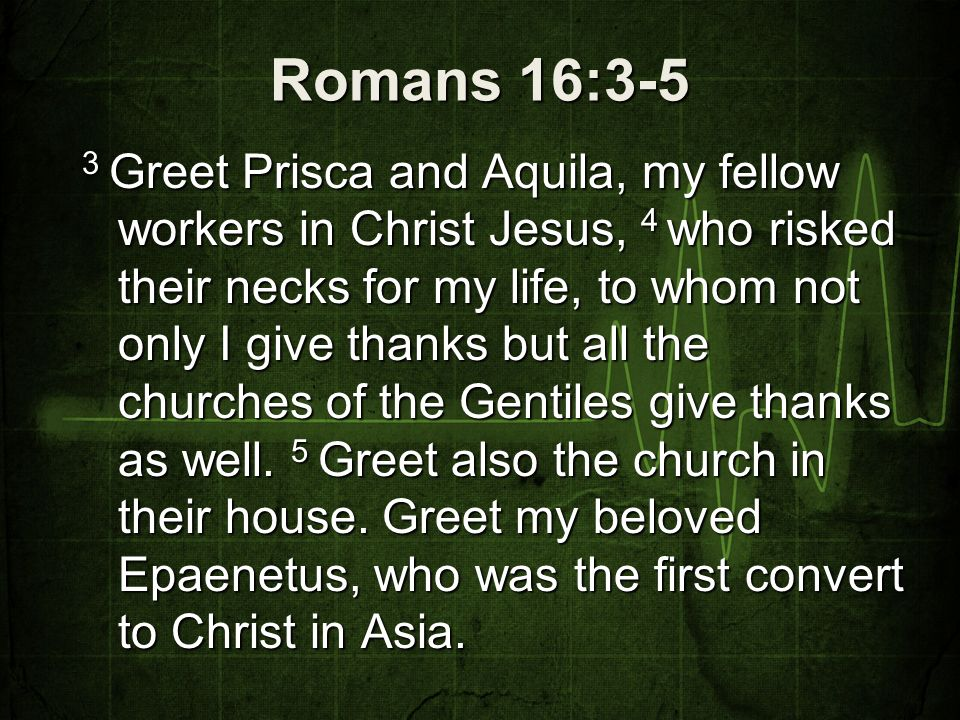 Romans 16:3-5
3 Greet Prisca and Aquila, my fellow
workers in Christ Jesus, 4 who risked
their necks for my life, to whom not
only I give thanks but all the
churches of the Gentiles give thanks
as well. 5 Greet also the church in
their house. Greet my beloved
Epaenetus, who was the first convert
to Christ in Asia.